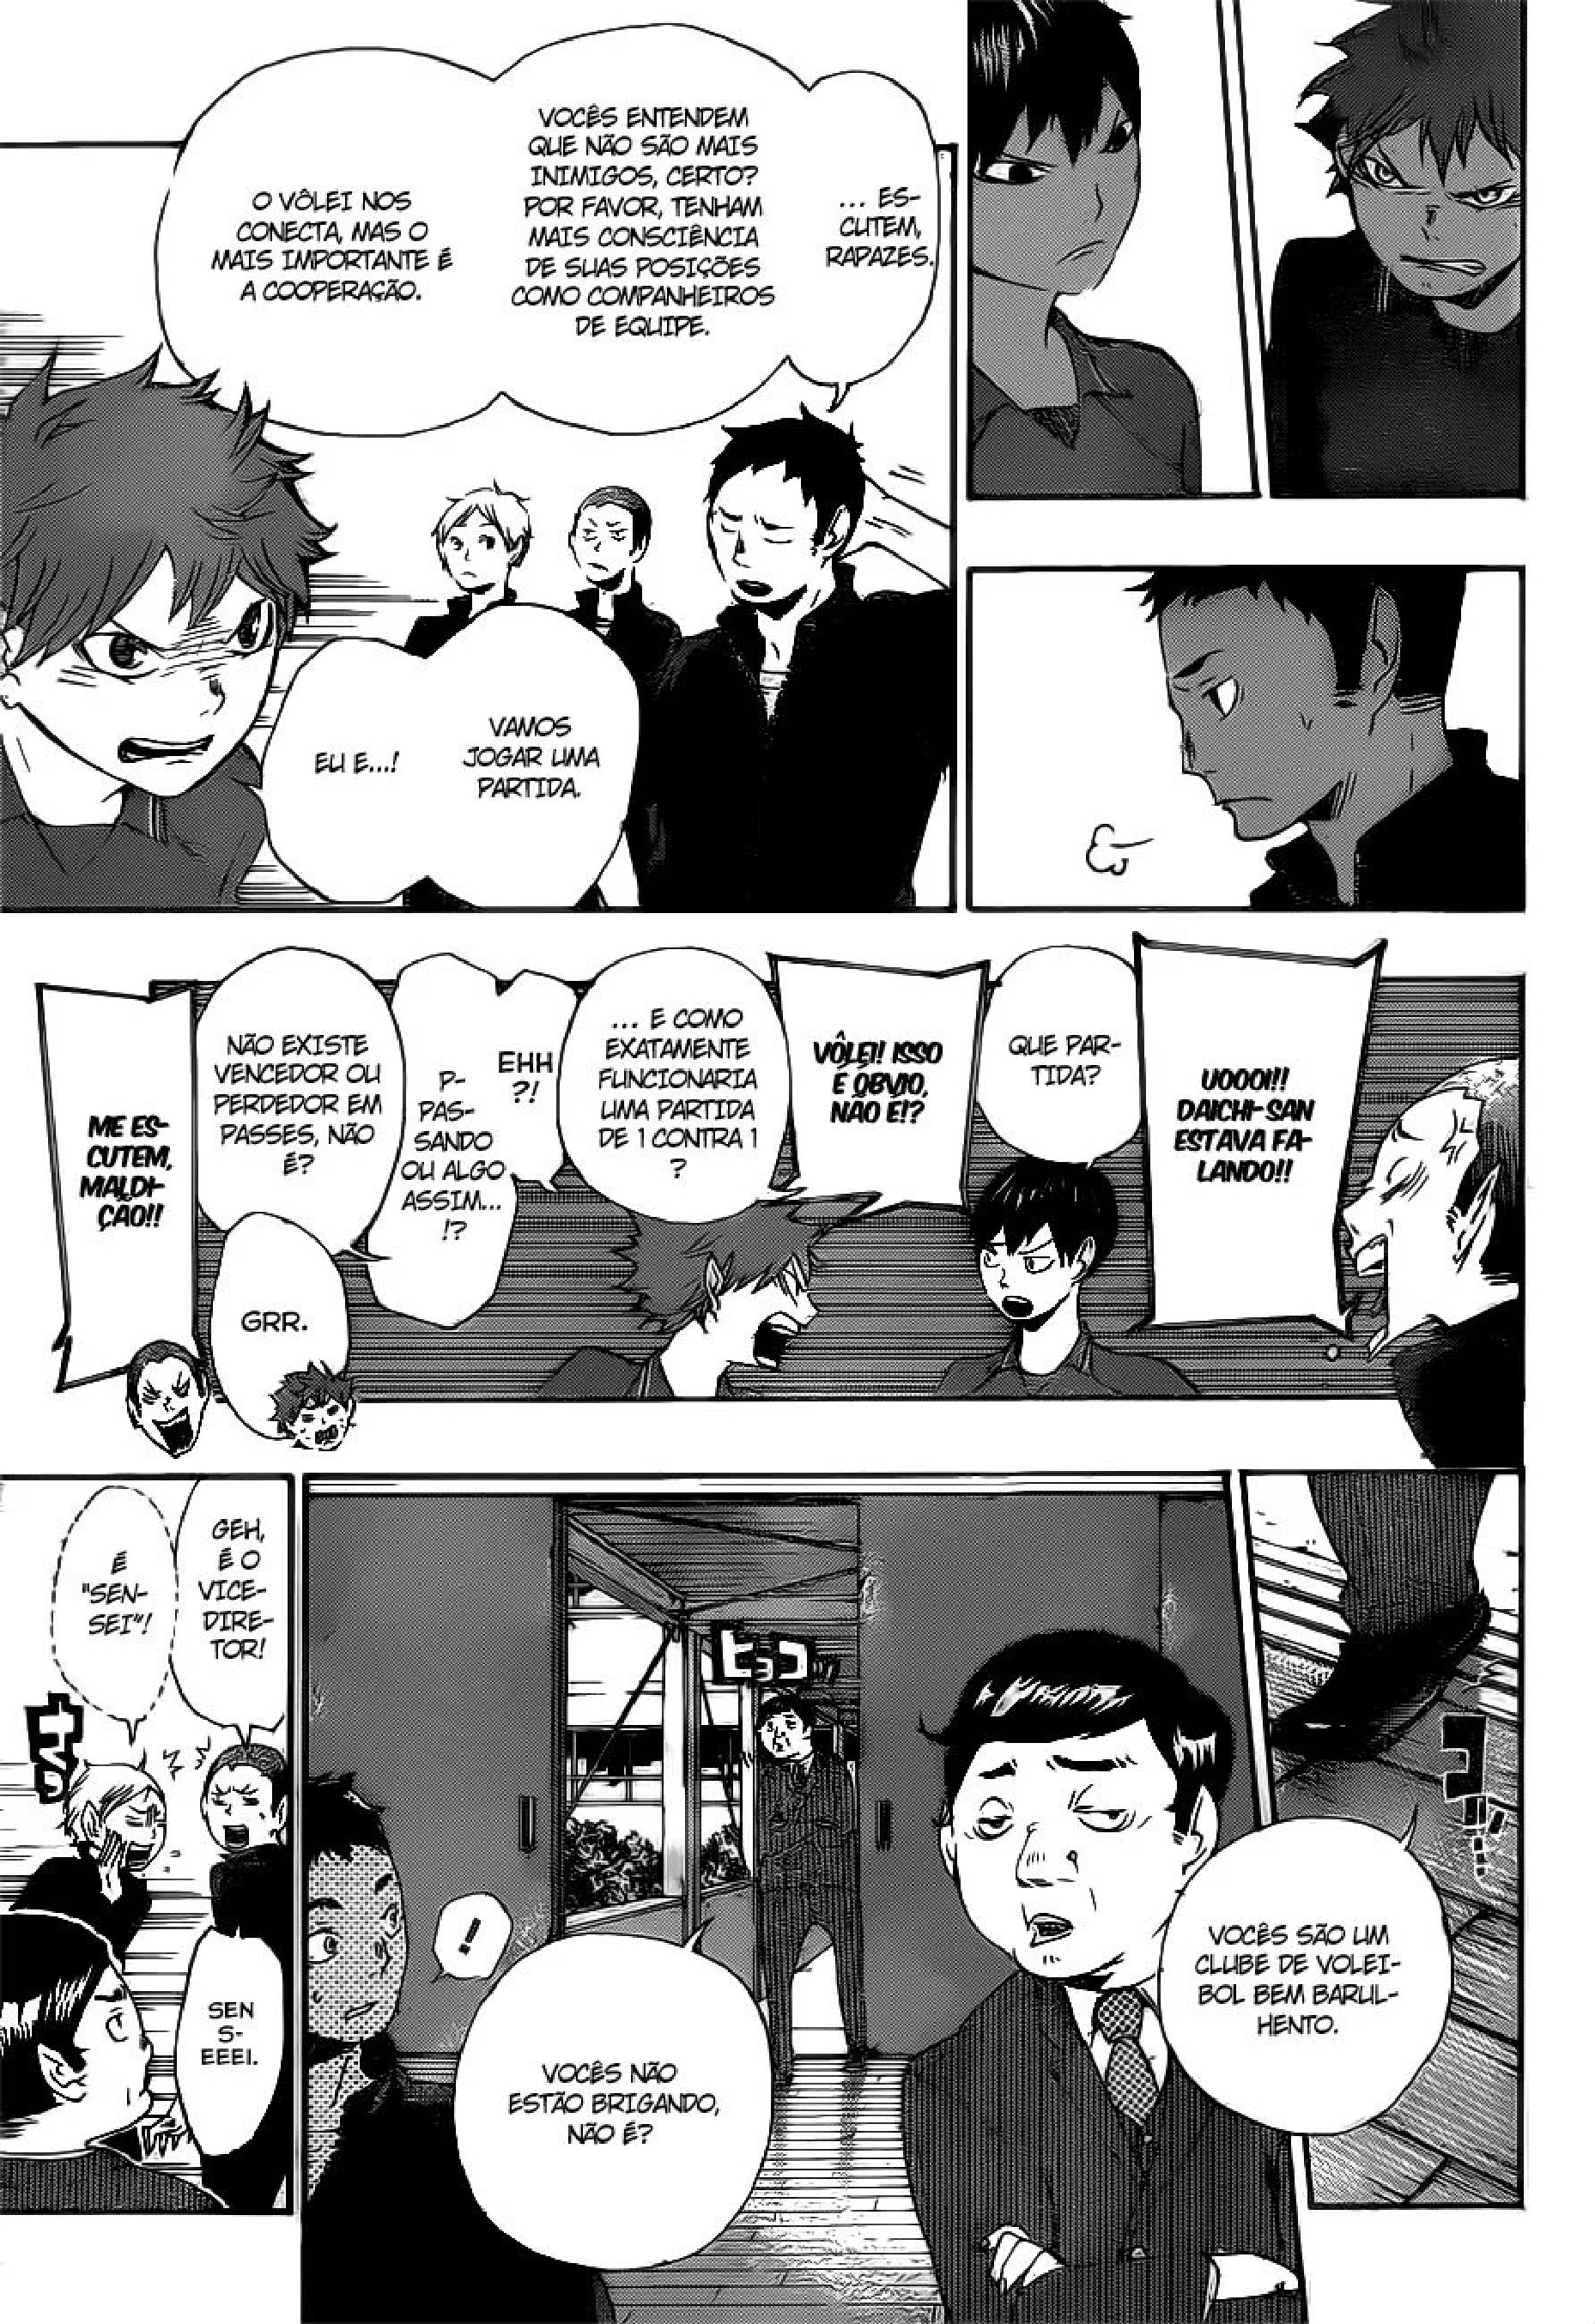 ... ES-
CUTEM,
RAPAZES.
VOCÊS ENTENDEM
QUE NÃO SÃO MAIS
INIMIGOS, CERTO?
POR FAVOR, TENHAM
MAIS CONSCIÊNCIA
DE SUAS POSIÇÕES
COMO COMPANHEIROS
DE EQUIPE.
O VÔLEI NOS
CONECTA, MAS O
MAIS IMPORTANTE É
A COOPERAÇÃO.
VAMOS
JOGAR UMA
PARTIDA.
EU E...!
UOOOI!!
DAICHI-SAN
ESTAVA FA-
LANDO!!
QUE PAR-
TIDA?
VÔLEI! ISSO
É ÓBVIO,
NÃO É!?
... E COMO
EXATAMENTE
FUNCIONARIA
UMA PARTIDA
DE 1 CONTRA 1
?
EHH
?!
P-
PAS-
SANDO
OU ALGO
ASSIM...
!?
NÃO EXISTE
VENCEDOR OU
PERDEDOR EM
PASSES, NÃO
É?
GRR.
ME ES-
CUTEM,
MALDI-
ÇÃO!!
VOCÊS SÃO UM
CLUBE DE VOLEI-
BOL BEM BARUL-
HENTO.
ヒョコ
!
VOCÊS NÃO
ESTÃO BRIGANDO,
NÃO É?
GEH,
É O
VICE-
DIRE-
TOR!
É
"SEN-
SEI"!
SEN
S-
EEEI.